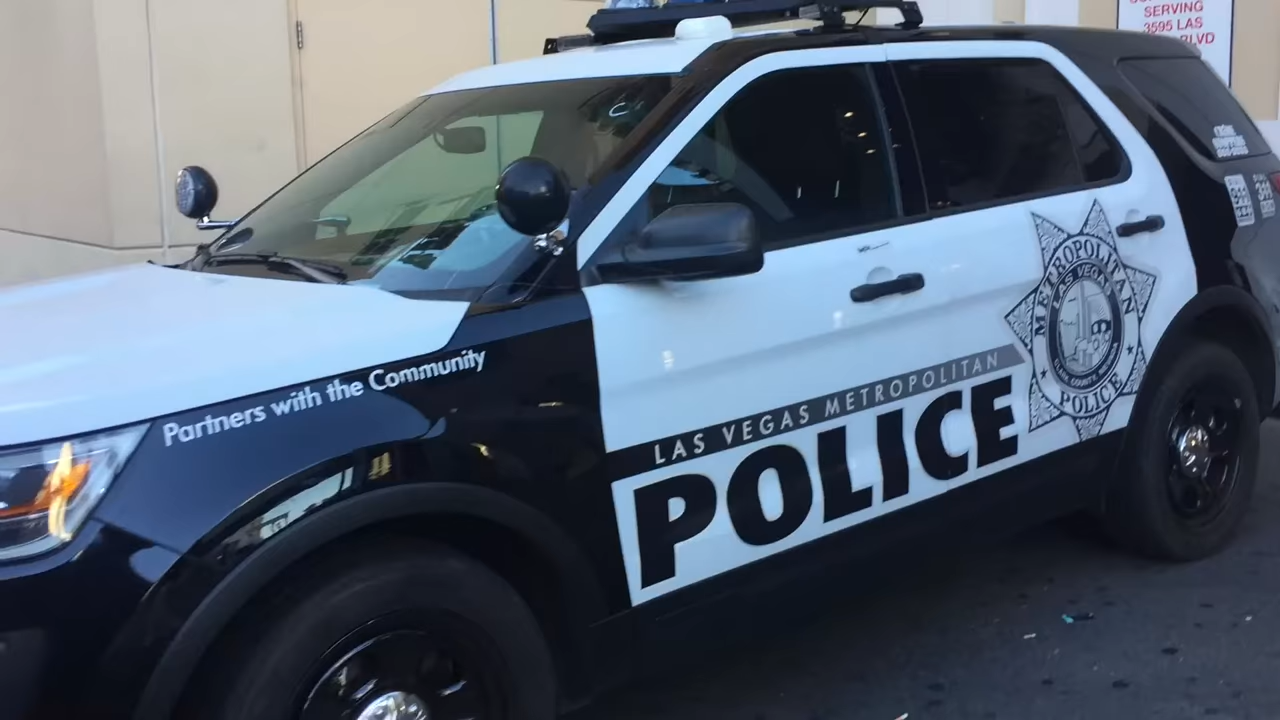 SERVING
3595 LAS
BLVD
Partners with the Community
LAS VEGAS METROPOLITAN
POLICE
METROPOLITAN
LAS VEGAS
POLICE